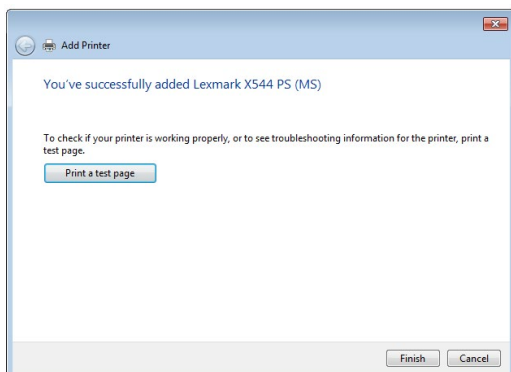 Add Printer
You've successfully added Lexmark X544 PS (MS)
To check if your printer is working properly, or to see troubleshooting information for the printer, print a
test page.
Print a test page
Finish
Cancel